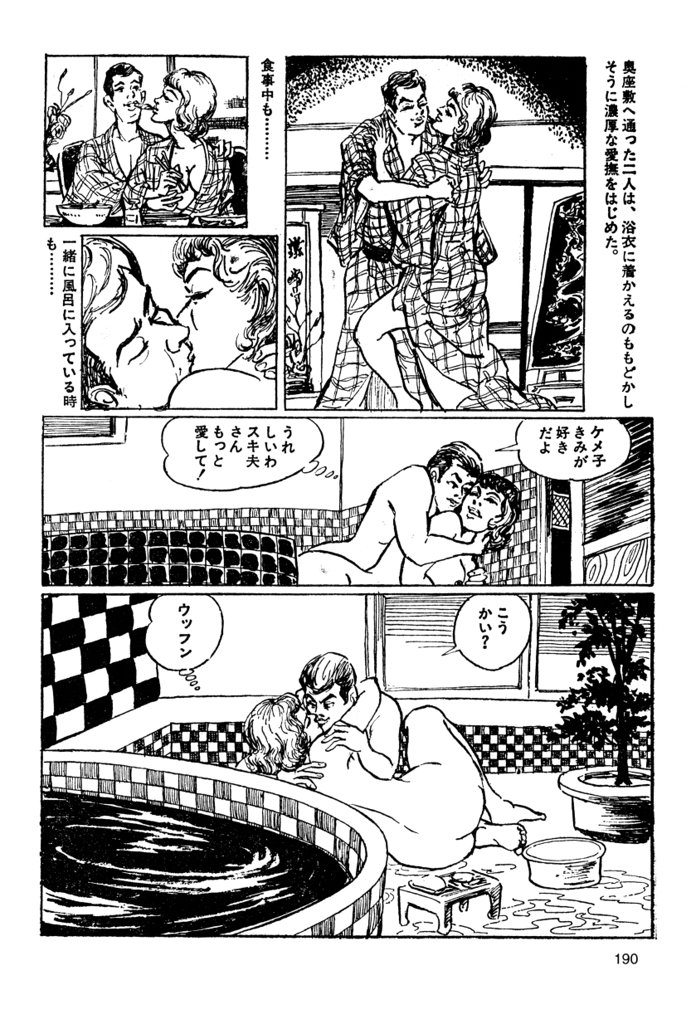 奥座敷へ通った二人は、浴衣に着かえるのももどかし
そうに濃厚な愛撫をはじめた。
食事中も………
一緒に風呂に入っている時
も………
ケメ子
きみが
好き
だよ
うれ
しいわ
スキ夫
さん
もっと
愛して！
こう
かい？
ウッフン
190